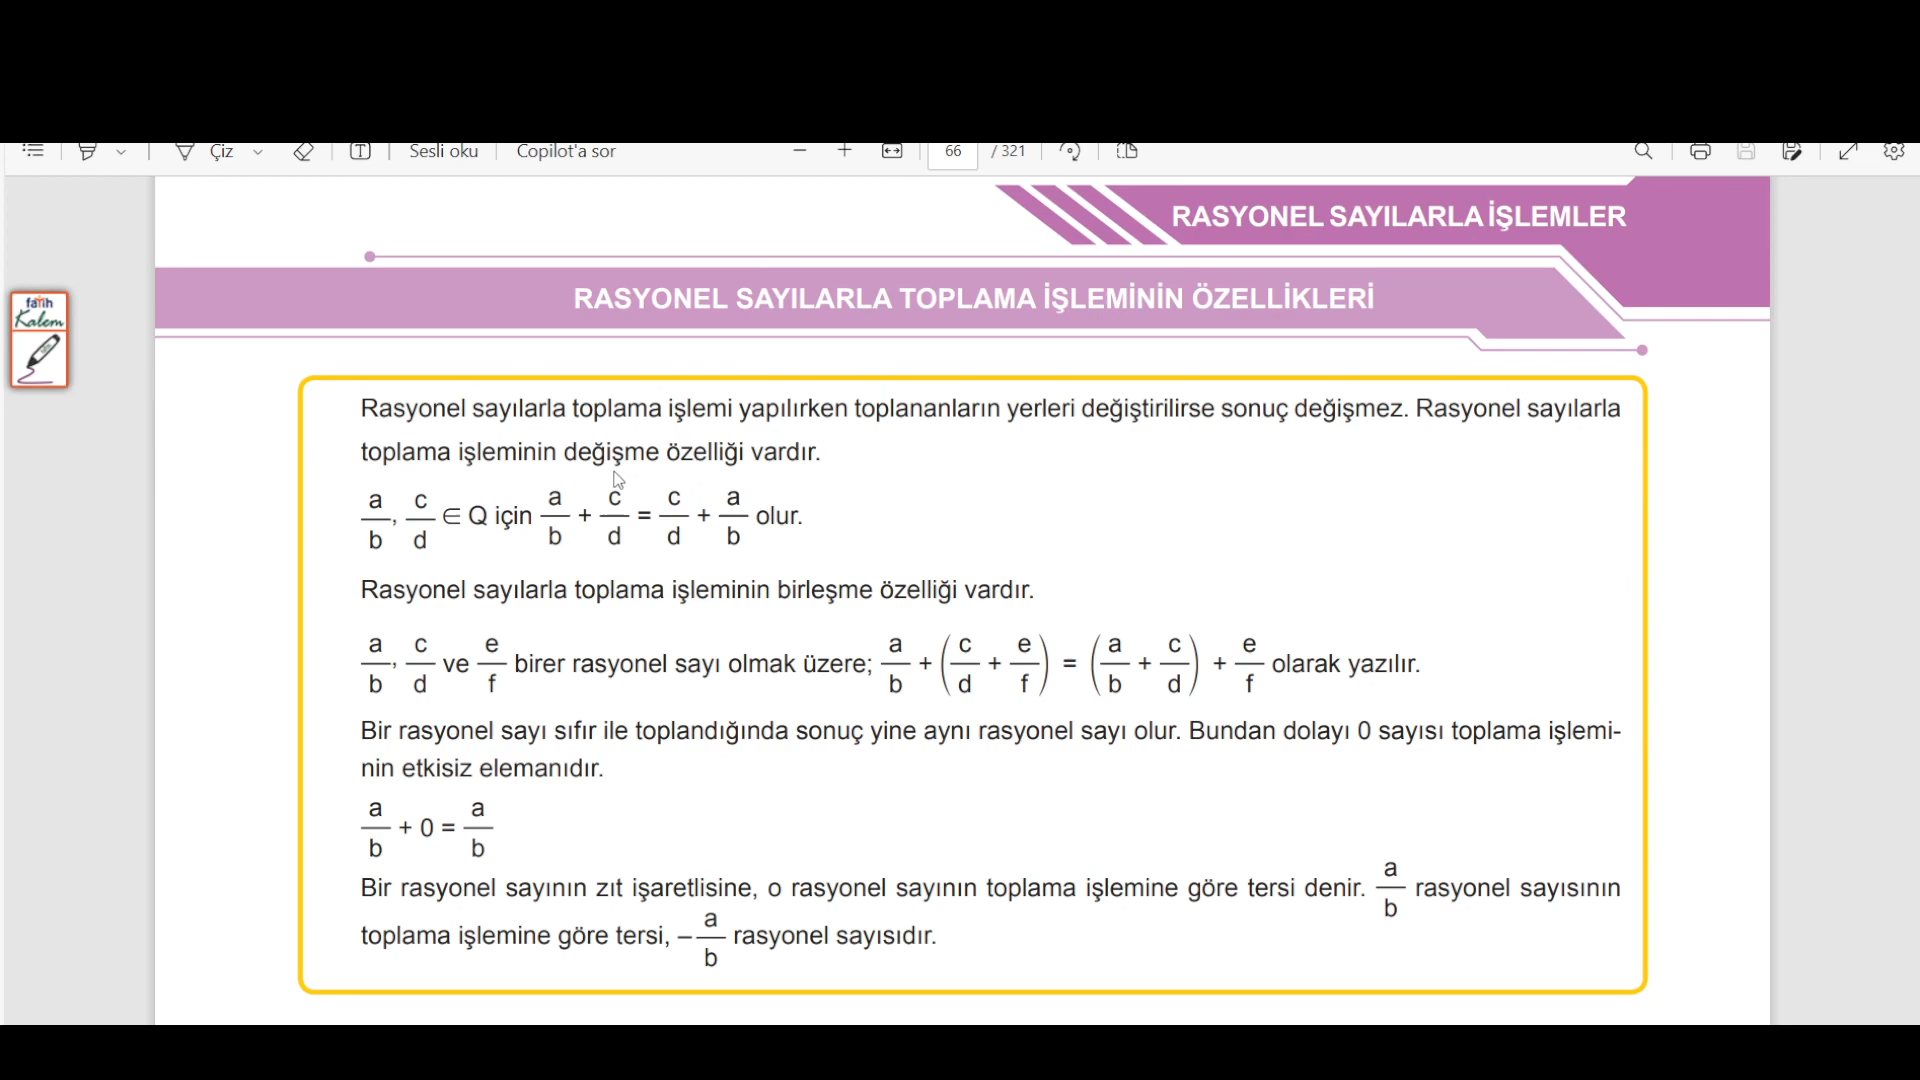 Çiz Sesli oku Copilot'a sor 66 / 321
RASYONEL SAYILARLA İŞLEMLER
RASYONEL SAYILARLA TOPLAMA İŞLEMİNİN ÖZELLİKLERİ
fatih
Kalem
Rasyonel sayılarla toplama işlemi yapılırken toplananların yerleri değiştirilirse sonuç değişmez. Rasyonel sayılarla
toplama işleminin değişme özelliği vardır.
a/b, c/d ∈ Q için a/b + c/d = c/d + a/b olur.
Rasyonel sayılarla toplama işleminin birleşme özelliği vardır.
a/b, c/d ve e/f birer rasyonel sayı olmak üzere; a/b + (c/d + e/f) = (a/b + c/d) + e/f olarak yazılır.
Bir rasyonel sayı sıfır ile toplandığında sonuç yine aynı rasyonel sayı olur. Bundan dolayı 0 sayısı toplama işlemi-
nin etkisiz elemanıdır.
a/b + 0 = a/b
Bir rasyonel sayının zıt işaretlisine, o rasyonel sayının toplama işlemine göre tersi denir. a/b rasyonel sayısının
toplama işlemine göre tersi, – a/b rasyonel sayısıdır.